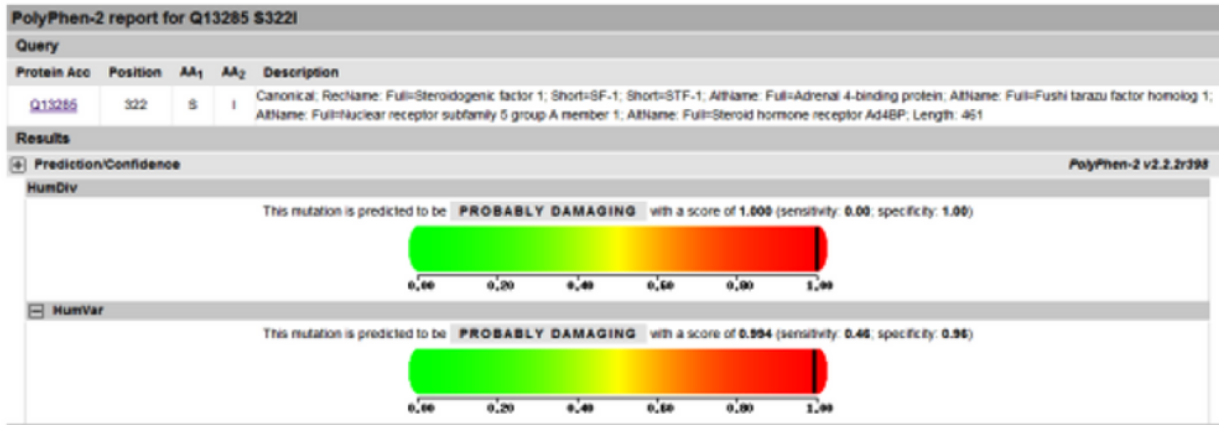 PolyPhen-2 report for Q13285 S322I
Query
Protein Acc Position AA1 AA2 Description
Q13285 322 S I Canonical; RecName: Full=Steroidogenic factor 1; Short=SF-1; Short=STF-1; AltName: Full=Adrenal 4-binding protein; AltName: Full=Fushi tarazu factor homolog 1;
AltName: Full=Nuclear receptor subfamily 5 group A member 1; AltName: Full=Steroid hormone receptor Ad4BP; Length: 461
Results
Prediction/Confidence PolyPhen-2 v2.2.2r398
HumDiv
This mutation is predicted to be PROBABLY DAMAGING with a score of 1.000 (sensitivity: 0.00; specificity: 1.00)
0,00 0,20 0,40 0,60 0,80 1,00
HumVar
This mutation is predicted to be PROBABLY DAMAGING with a score of 0.994 (sensitivity: 0.46; specificity: 0.96)
0,00 0,20 0,40 0,60 0,80 1,00